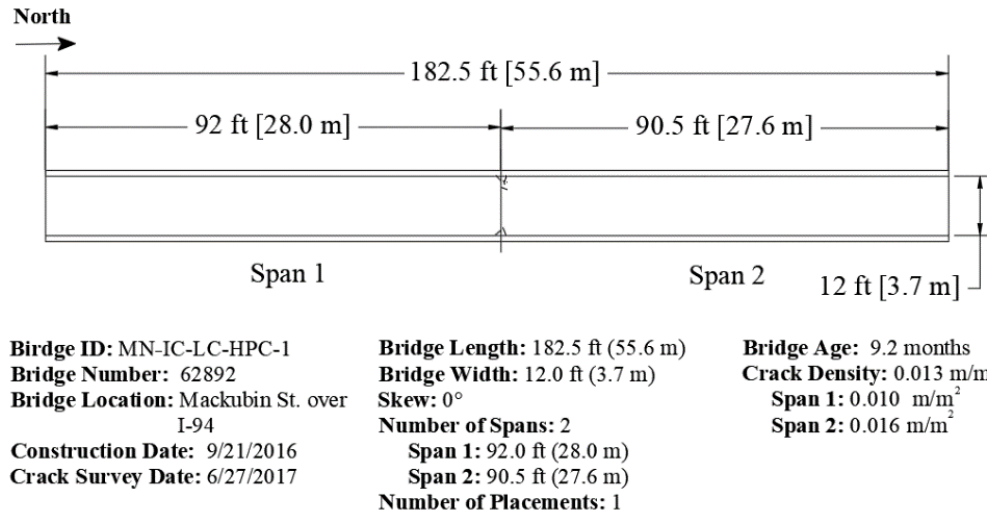 North
182.5 ft [55.6 m]
92 ft [28.0 m]
90.5 ft [27.6 m]
Span 1
Span 2
12 ft [3.7 m]
Birdge ID: MN-IC-LC-HPC-1
Bridge Number: 62892
Bridge Location: Mackubin St. over
I-94
Construction Date: 9/21/2016
Crack Survey Date: 6/27/2017
Bridge Length: 182.5 ft (55.6 m)
Bridge Width: 12.0 ft (3.7 m)
Skew: 0°
Number of Spans: 2
Span 1: 92.0 ft (28.0 m)
Span 2: 90.5 ft (27.6 m)
Number of Placements: 1
Bridge Age: 9.2 months
Crack Density: 0.013 m/m
Span 1: 0.010 m/m²
Span 2: 0.016 m/m²